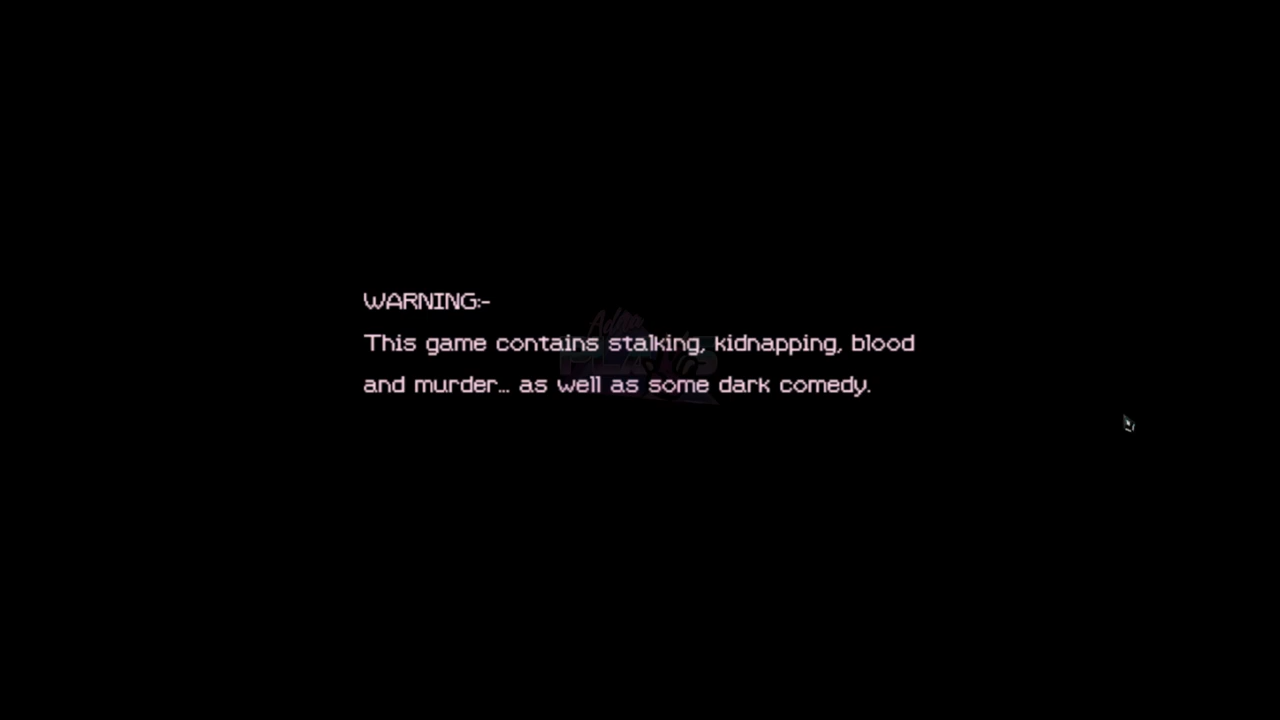 WARNING:-
This game contains stalking, kidnapping, blood
and murder... as well as some dark comedy.